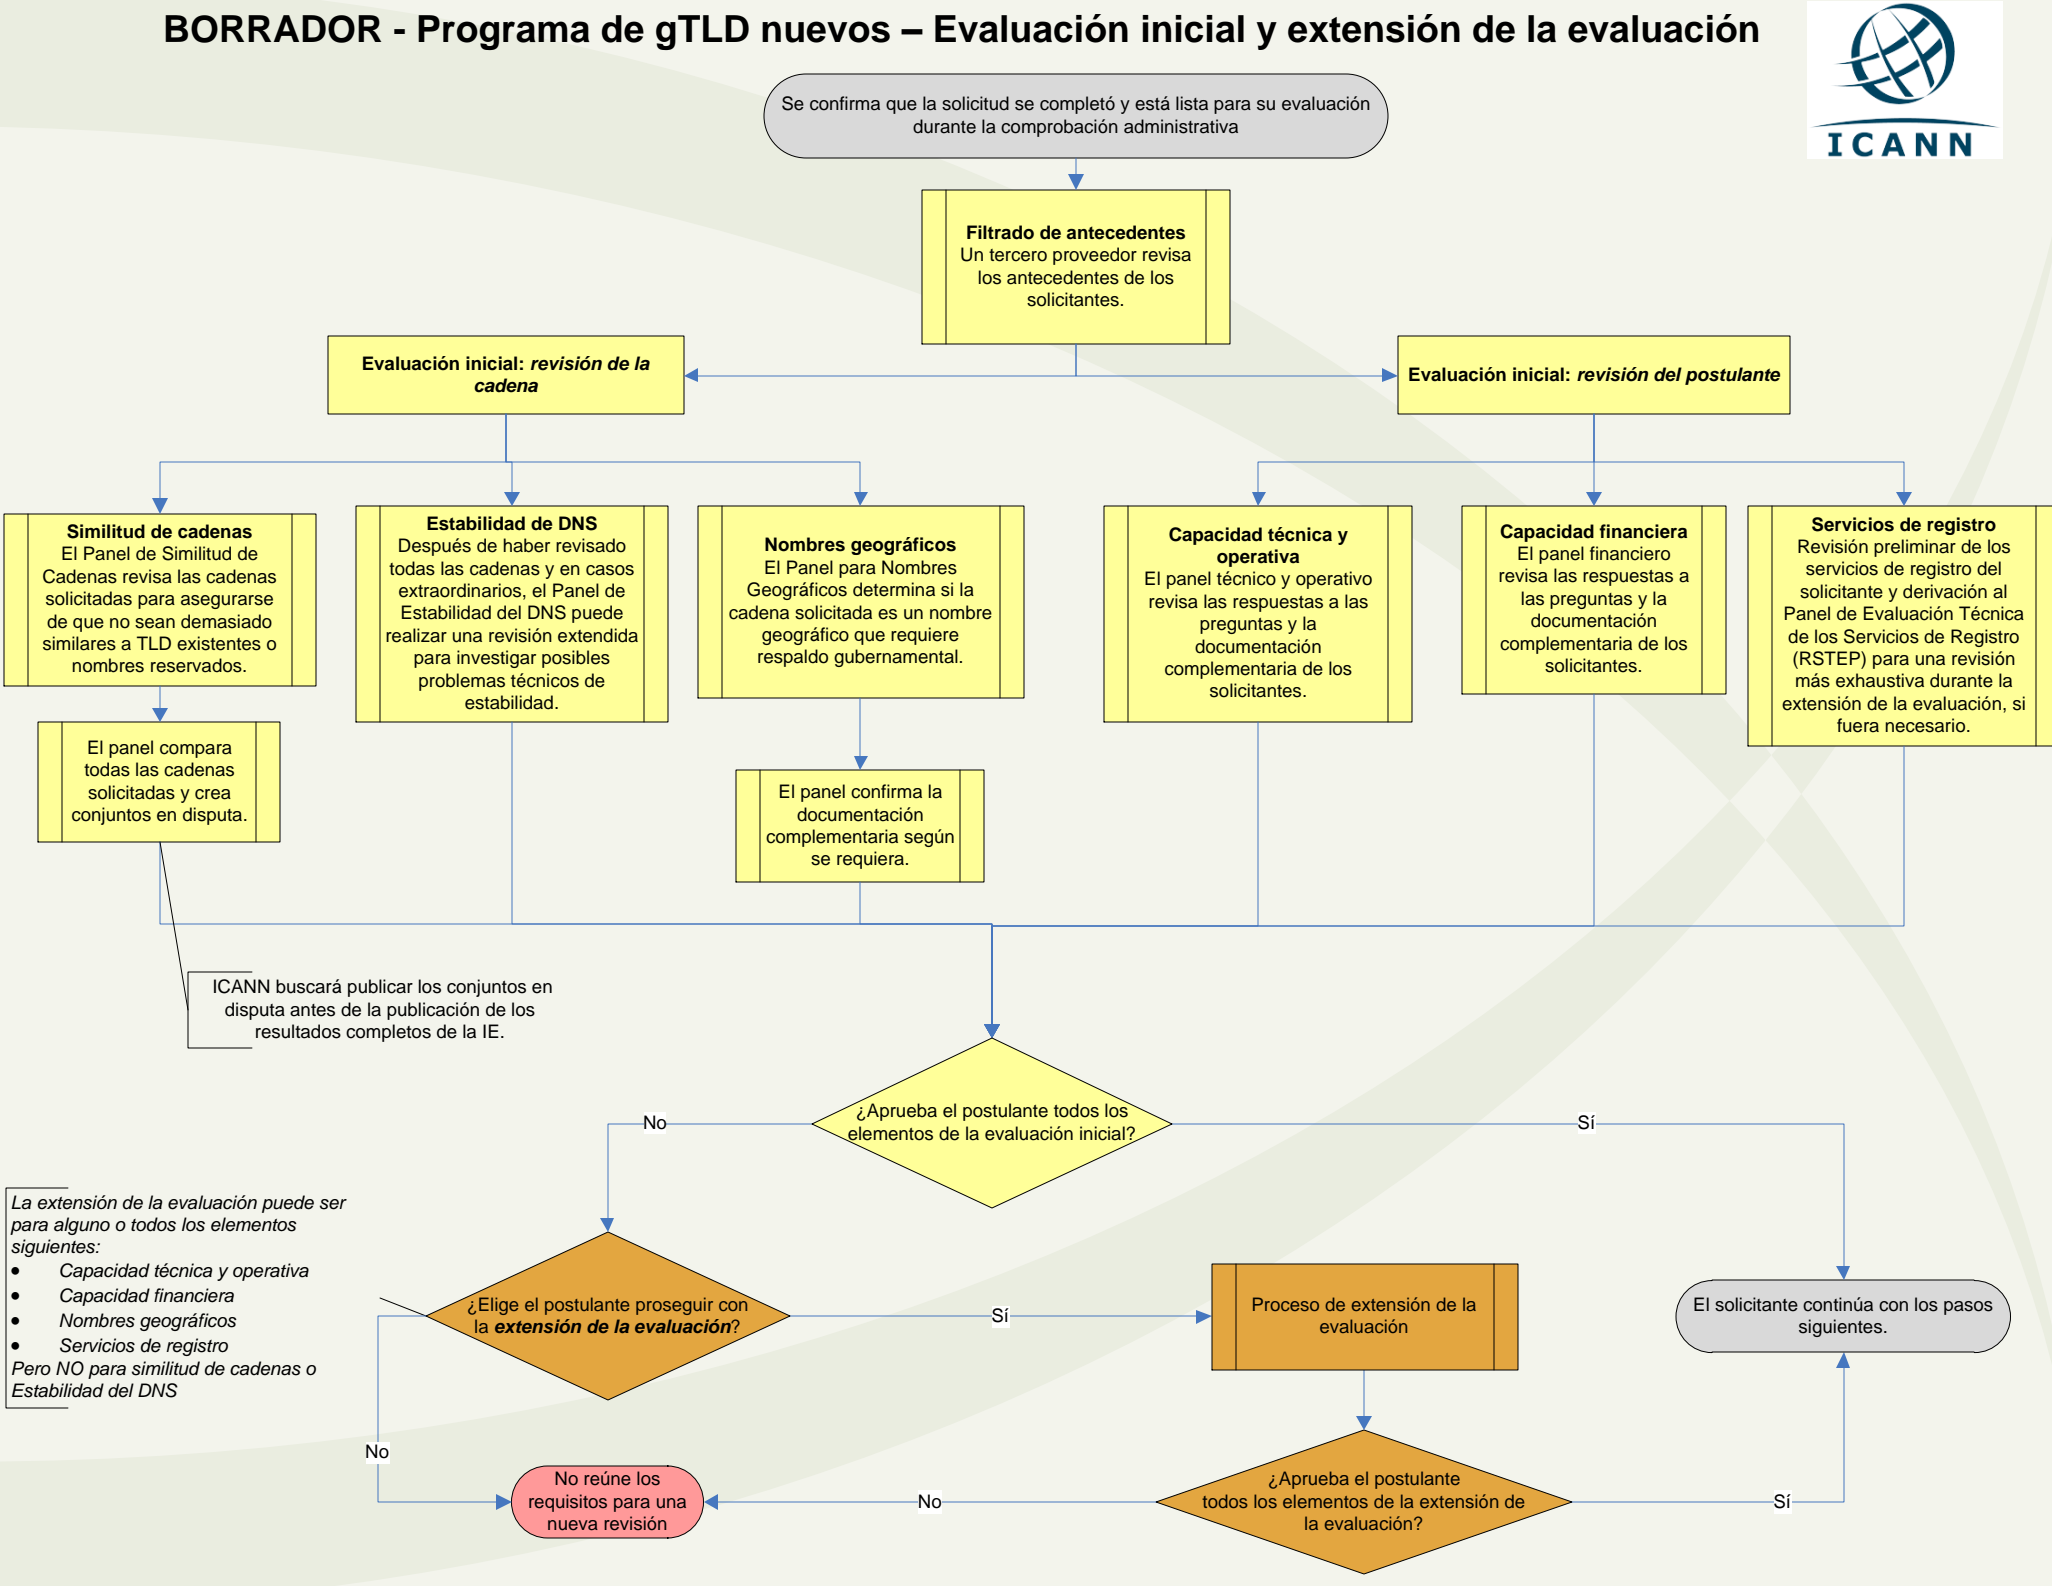 BORRADOR - Programa de gTLD nuevos – Evaluación inicial y extensión de la evaluación
ICANN
Se confirma que la solicitud se completó y está lista para su evaluación
durante la comprobación administrativa
Filtrado de antecedentes
Un tercero proveedor revisa
los antecedentes de los
solicitantes.
Evaluación inicial: revisión de la
cadena
Evaluación inicial: revisión del postulante
Similitud de cadenas
El Panel de Similitud de
Cadenas revisa las cadenas
solicitadas para asegurarse
de que no sean demasiado
similares a TLD existentes o
nombres reservados.
Estabilidad de DNS
Después de haber revisado
todas las cadenas y en casos
extraordinarios, el Panel de
Estabilidad del DNS puede
realizar una revisión extendida
para investigar posibles
problemas técnicos de
estabilidad.
Nombres geográficos
El Panel para Nombres
Geográficos determina si la
cadena solicitada es un nombre
geográfico que requiere
respaldo gubernamental.
Capacidad técnica y
operativa
El panel técnico y operativo
revisa las respuestas a las
preguntas y la
documentación
complementaria de los
solicitantes.
Capacidad financiera
El panel financiero
revisa las respuestas a
las preguntas y la
documentación
complementaria de los
solicitantes.
Servicios de registro
Revisión preliminar de los
servicios de registro del
solicitante y derivación al
Panel de Evaluación Técnica
de los Servicios de Registro
(RSTEP) para una revisión
más exhaustiva durante la
extensión de la evaluación, si
fuera necesario.
El panel compara
todas las cadenas
solicitadas y crea
conjuntos en disputa.
El panel confirma la
documentación
complementaria según
se requiera.
ICANN buscará publicar los conjuntos en
disputa antes de la publicación de los
resultados completos de la IE.
¿Aprueba el postulante todos los
elementos de la evaluación inicial?
No
Sí
La extensión de la evaluación puede ser
para alguno o todos los elementos
siguientes:
• Capacidad técnica y operativa
• Capacidad financiera
• Nombres geográficos
• Servicios de registro
Pero NO para similitud de cadenas o
Estabilidad del DNS
¿Elige el postulante proseguir con
la extensión de la evaluación?
Sí
Proceso de extensión de la
evaluación
El solicitante continúa con los pasos
siguientes.
No
No reúne los
requisitos para una
nueva revisión
No
¿Aprueba el postulante
todos los elementos de la extensión de
la evaluación?
Sí